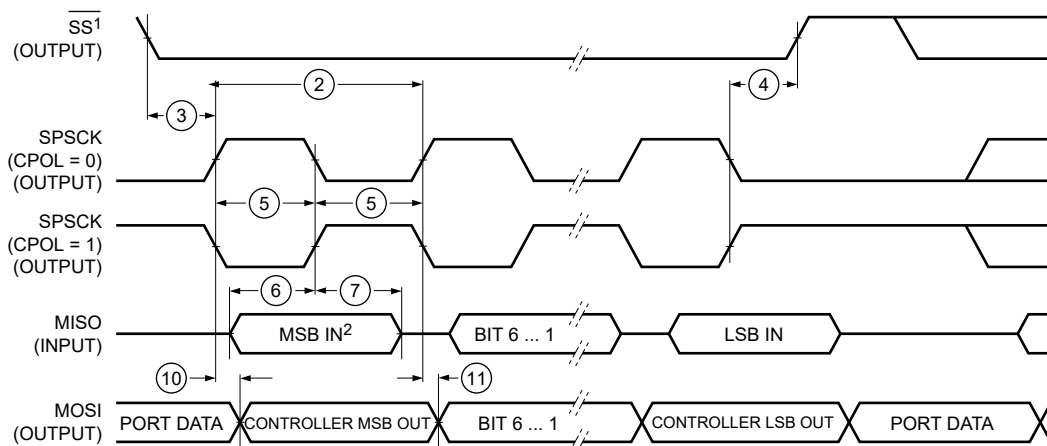 SS1
(OUTPUT)
2
4
3
SPSCK
(CPOL = 0)
(OUTPUT)
5
5
SPSCK
(CPOL = 1)
(OUTPUT)
6
7
MISO
(INPUT)
MSB IN2
BIT 6 ... 1
LSB IN
10
11
MOSI
(OUTPUT)
PORT DATA
CONTROLLER MSB OUT
BIT 6 ... 1
CONTROLLER LSB OUT
PORT DATA